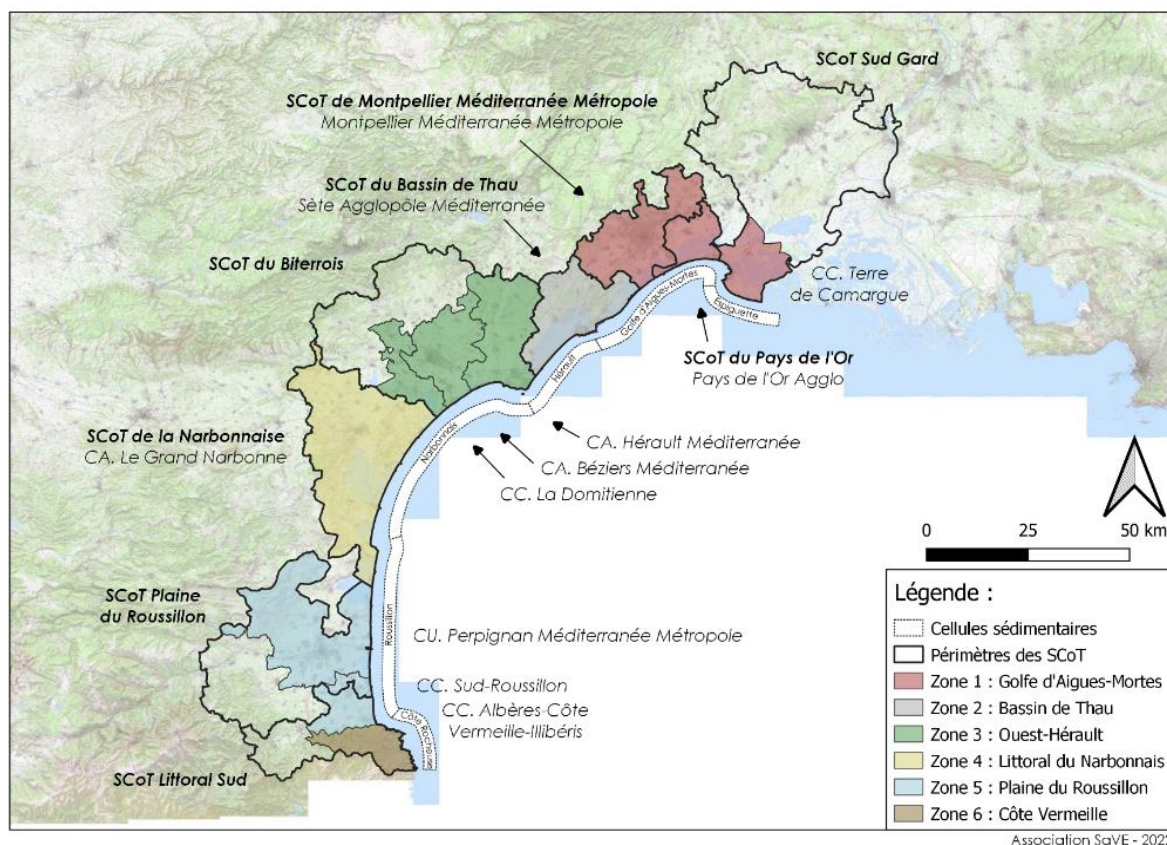 SCoT Sud Gard
SCoT de Montpellier Méditerranée Métropole
Montpellier Méditerranée Métropole
SCoT du Bassin de Thau
Sète Agglopôle Méditerranée
SCoT du Biterrois
CC. Terre
de Camargue
Golfe d'Aigues-Mortes
Espiguette
SCoT du Pays de l'Or
Pays de l'Or Agglo
Hérault
Narbonnais
SCoT de la Narbonnaise
CA. Le Grand Narbonne
CA. Hérault Méditerranée
CA. Béziers Méditerranée
CC. La Domitienne
0 25 50 km
SCoT Plaine
du Roussillon
Roussillon
CU. Perpignan Méditerranée Métropole
CC. Sud-Roussillon
CC. Albères-Côte
Vermeille-Illibéris
Côte Rocheuse
SCoT Littoral Sud
Légende :
Cellules sédimentaires
Périmètres des SCoT
Zone 1 : Golfe d'Aigues-Mortes
Zone 2 : Bassin de Thau
Zone 3 : Ouest-Hérault
Zone 4 : Littoral du Narbonnais
Zone 5 : Plaine du Roussillon
Zone 6 : Côte Vermeille
Association SaVE - 2022